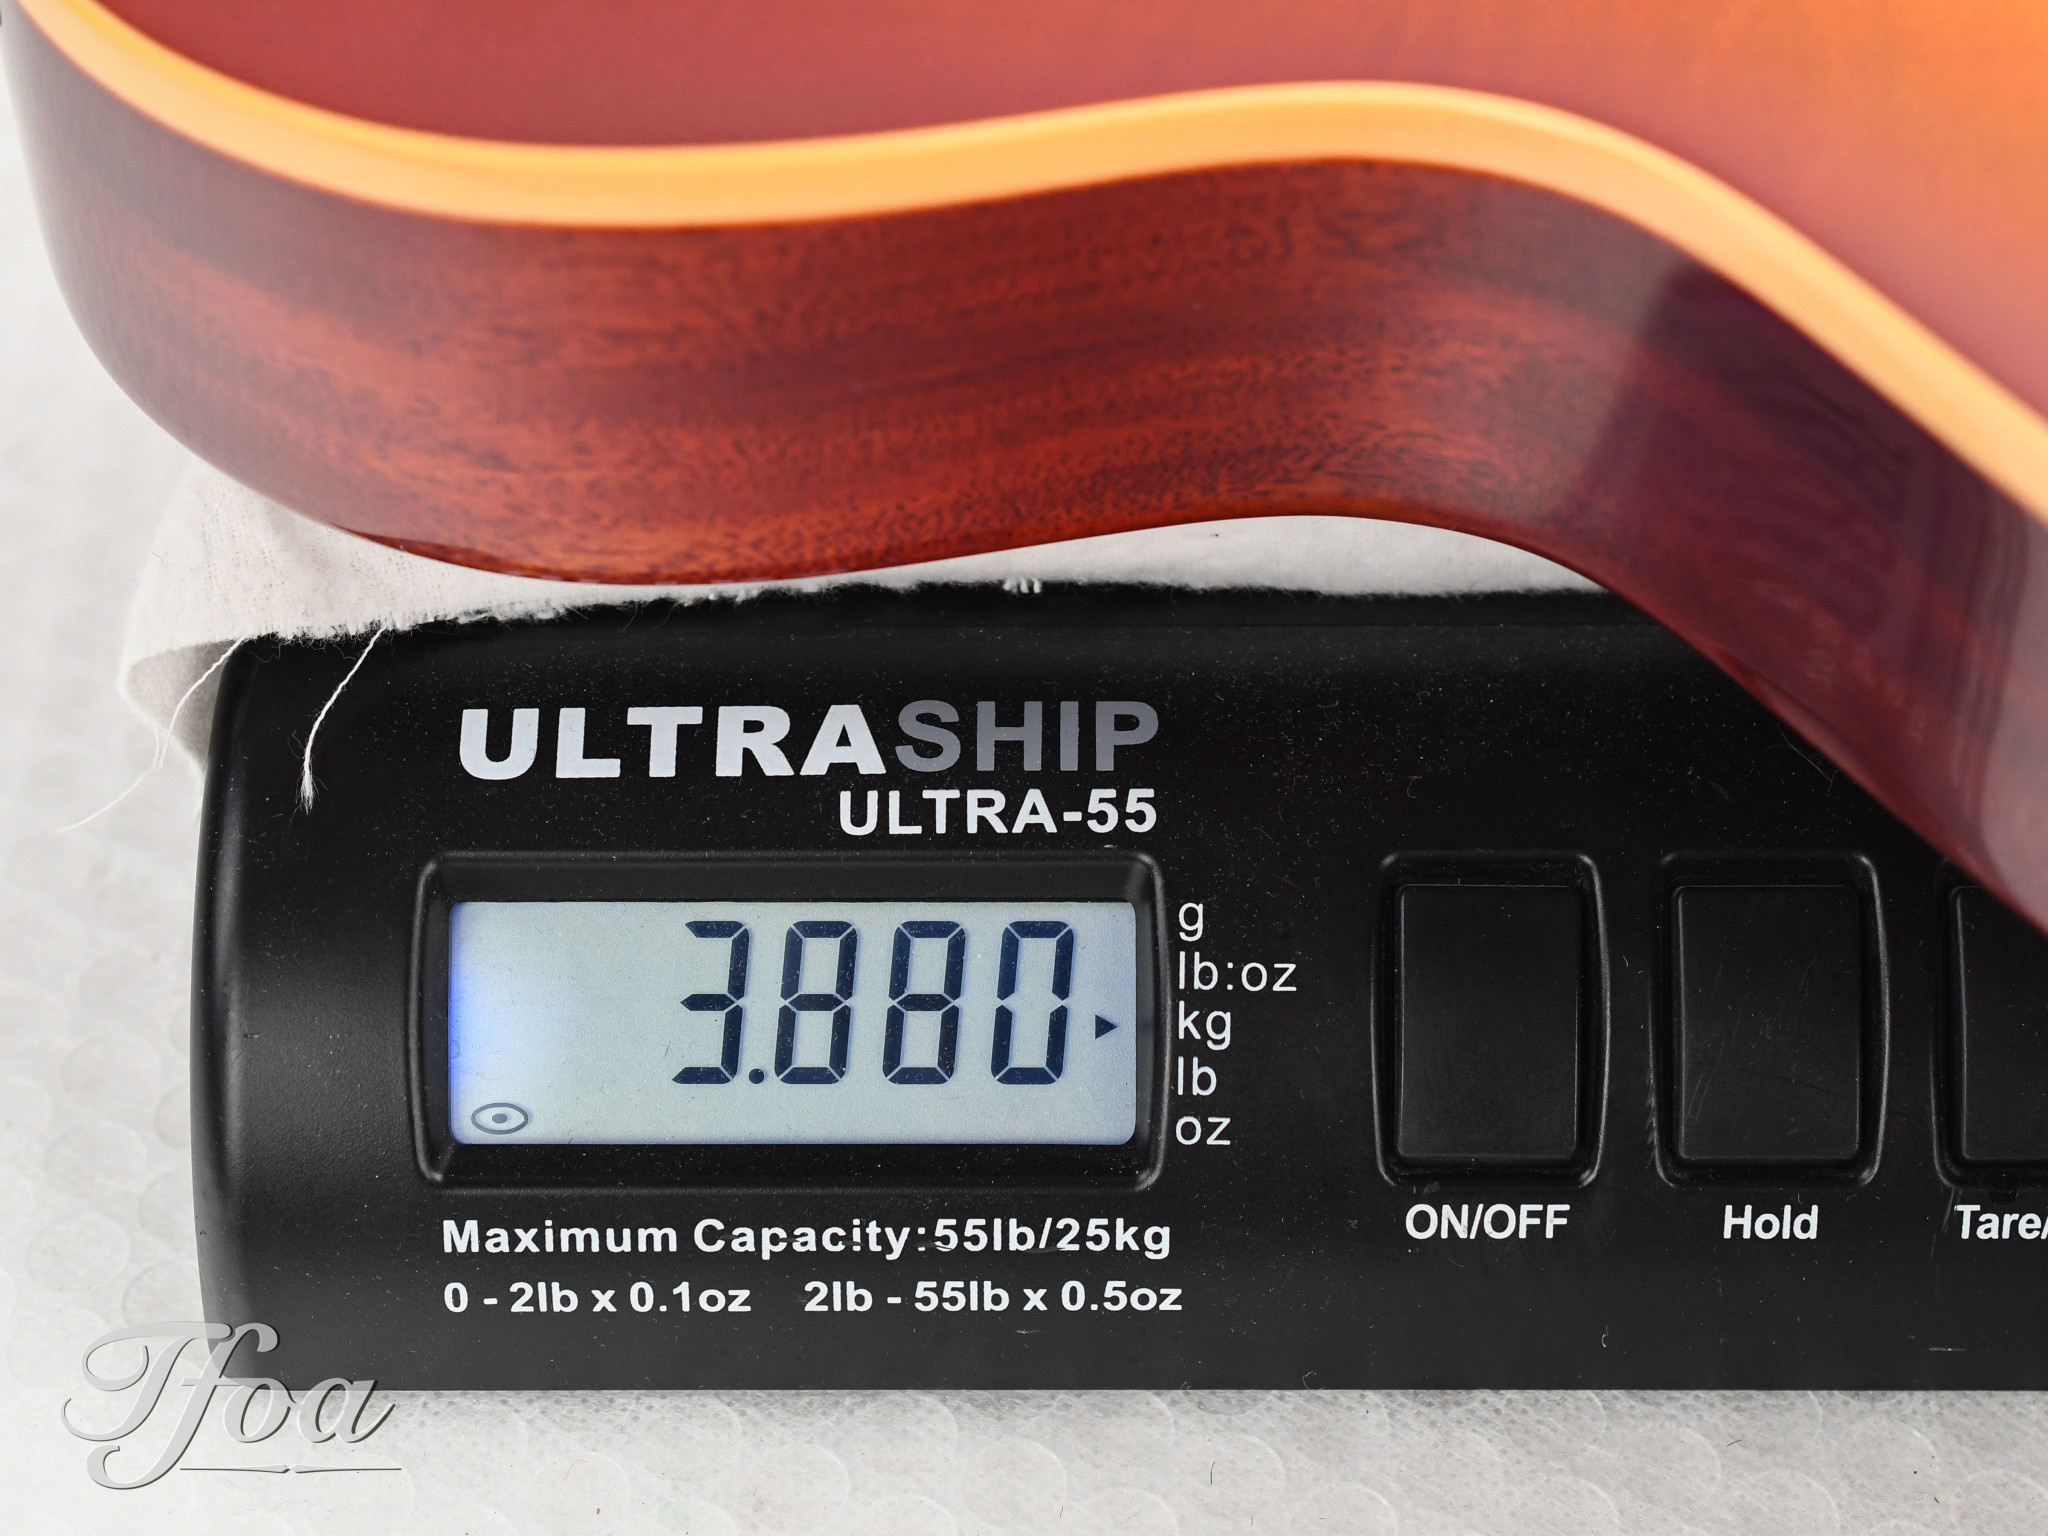 ULTRASHIP
ULTRA-55
3.880
g
lb:oz
kg
lb
oz
ON/OFF
Hold
Tare/
Maximum Capacity:55lb/25kg
0 - 2lb x 0.1oz 2lb - 55lb x 0.5oz
Tfoa